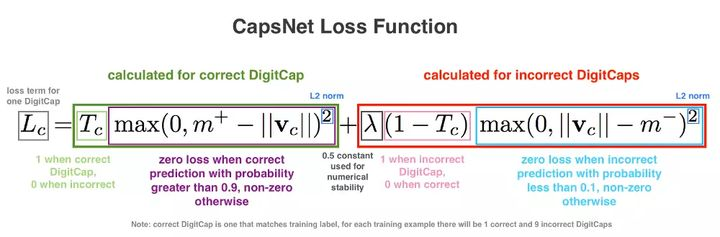 CapsNet Loss Function
calculated for correct DigitCap
calculated for incorrect DigitCaps
loss term for
one DigitCap
L2 norm
L2 norm
L_c = T_c max(0, m^+ − ||v_c||)^2 + λ (1 − T_c) max(0, ||v_c|| − m^−)^2
1 when correct
DigitCap,
0 when incorrect
zero loss when correct
prediction with probability
greater than 0.9, non-zero
otherwise
0.5 constant
used for
numerical
stability
1 when incorrect
DigitCap,
0 when correct
zero loss when incorrect
prediction with probability
less than 0.1, non-zero
otherwise
Note: correct DigitCap is one that matches training label, for each training example there will be 1 correct and 9 incorrect DigitCaps